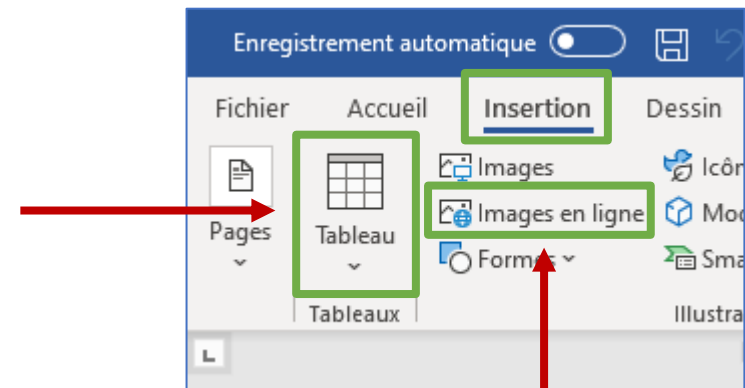 Enregistrement automatique
Fichier Accueil Insertion Dessin
Images
Images en ligne
Formes
Pages
Tableau
Tableaux